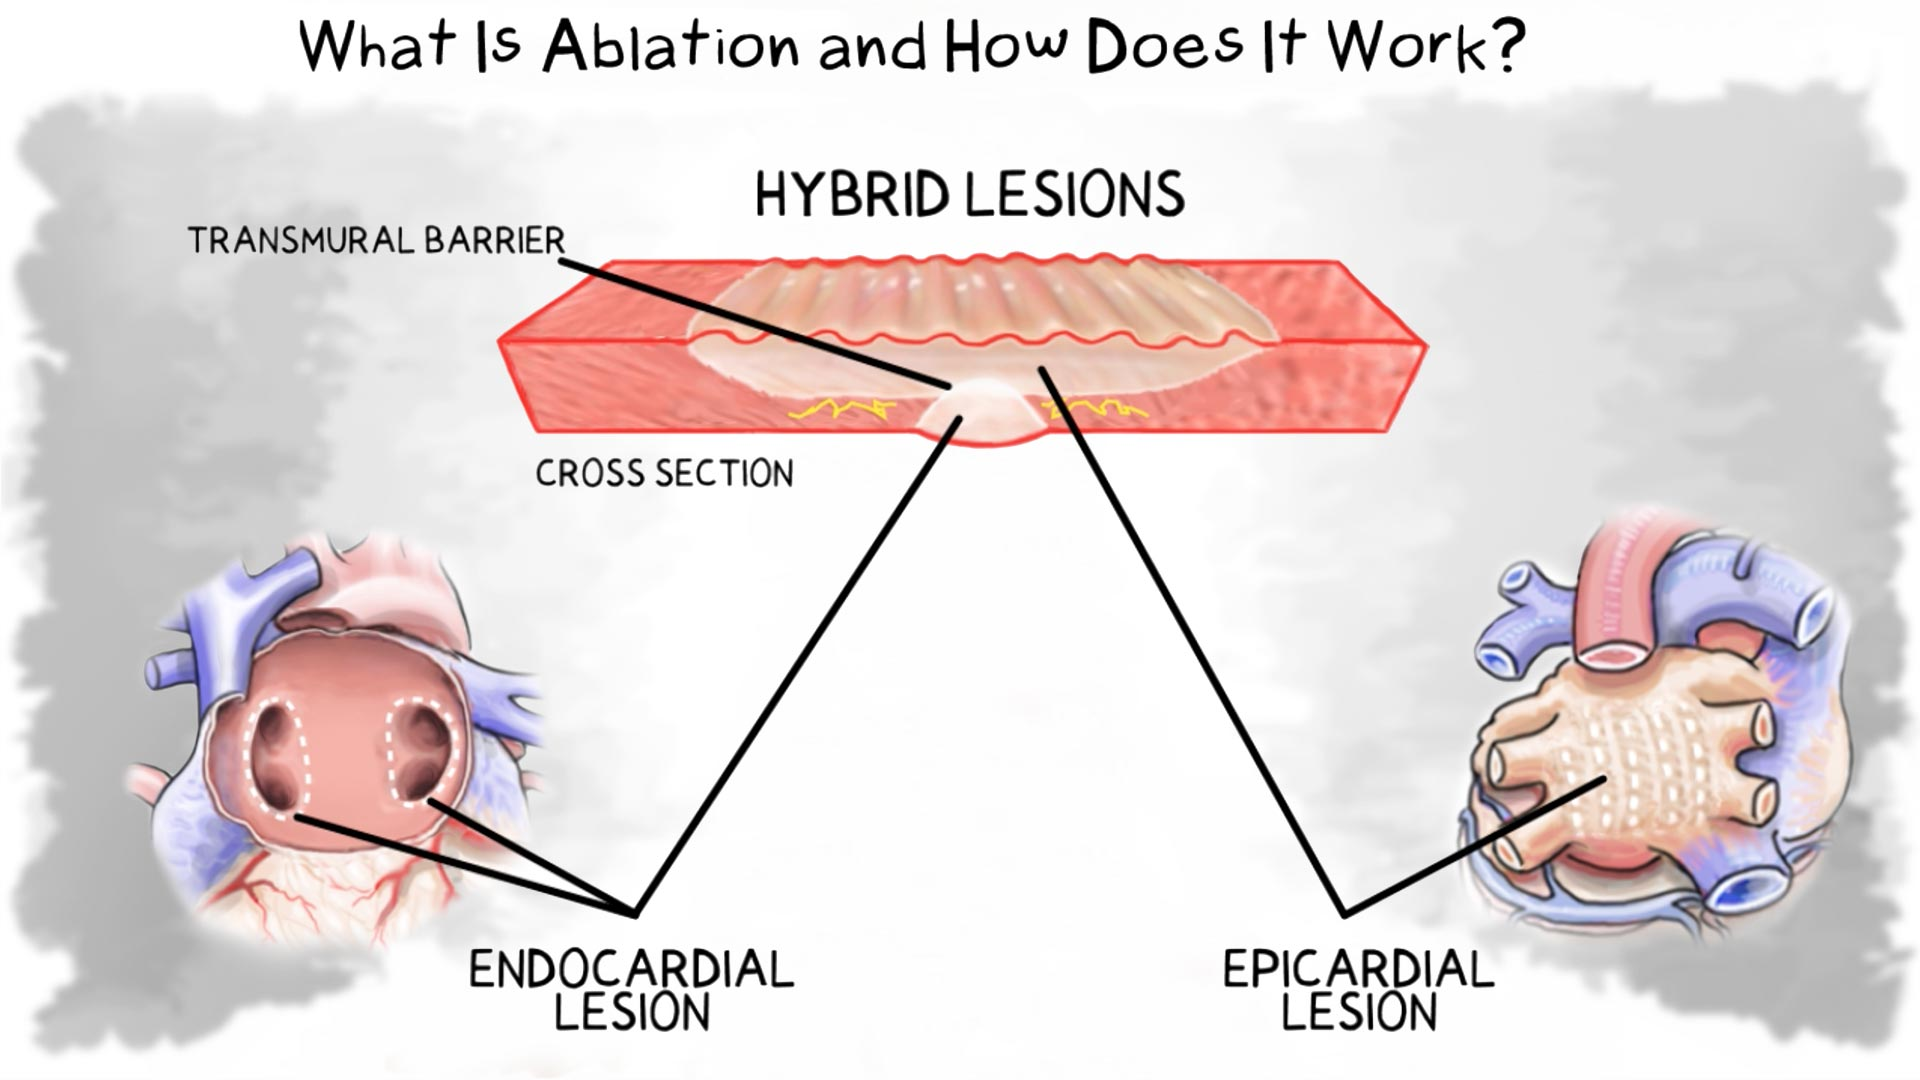 What Is Ablation and How Does It Work?
HYBRID LESIONS
TRANSMURAL BARRIER
CROSS SECTION
ENDOCARDIAL
LESION
EPICARDIAL
LESION